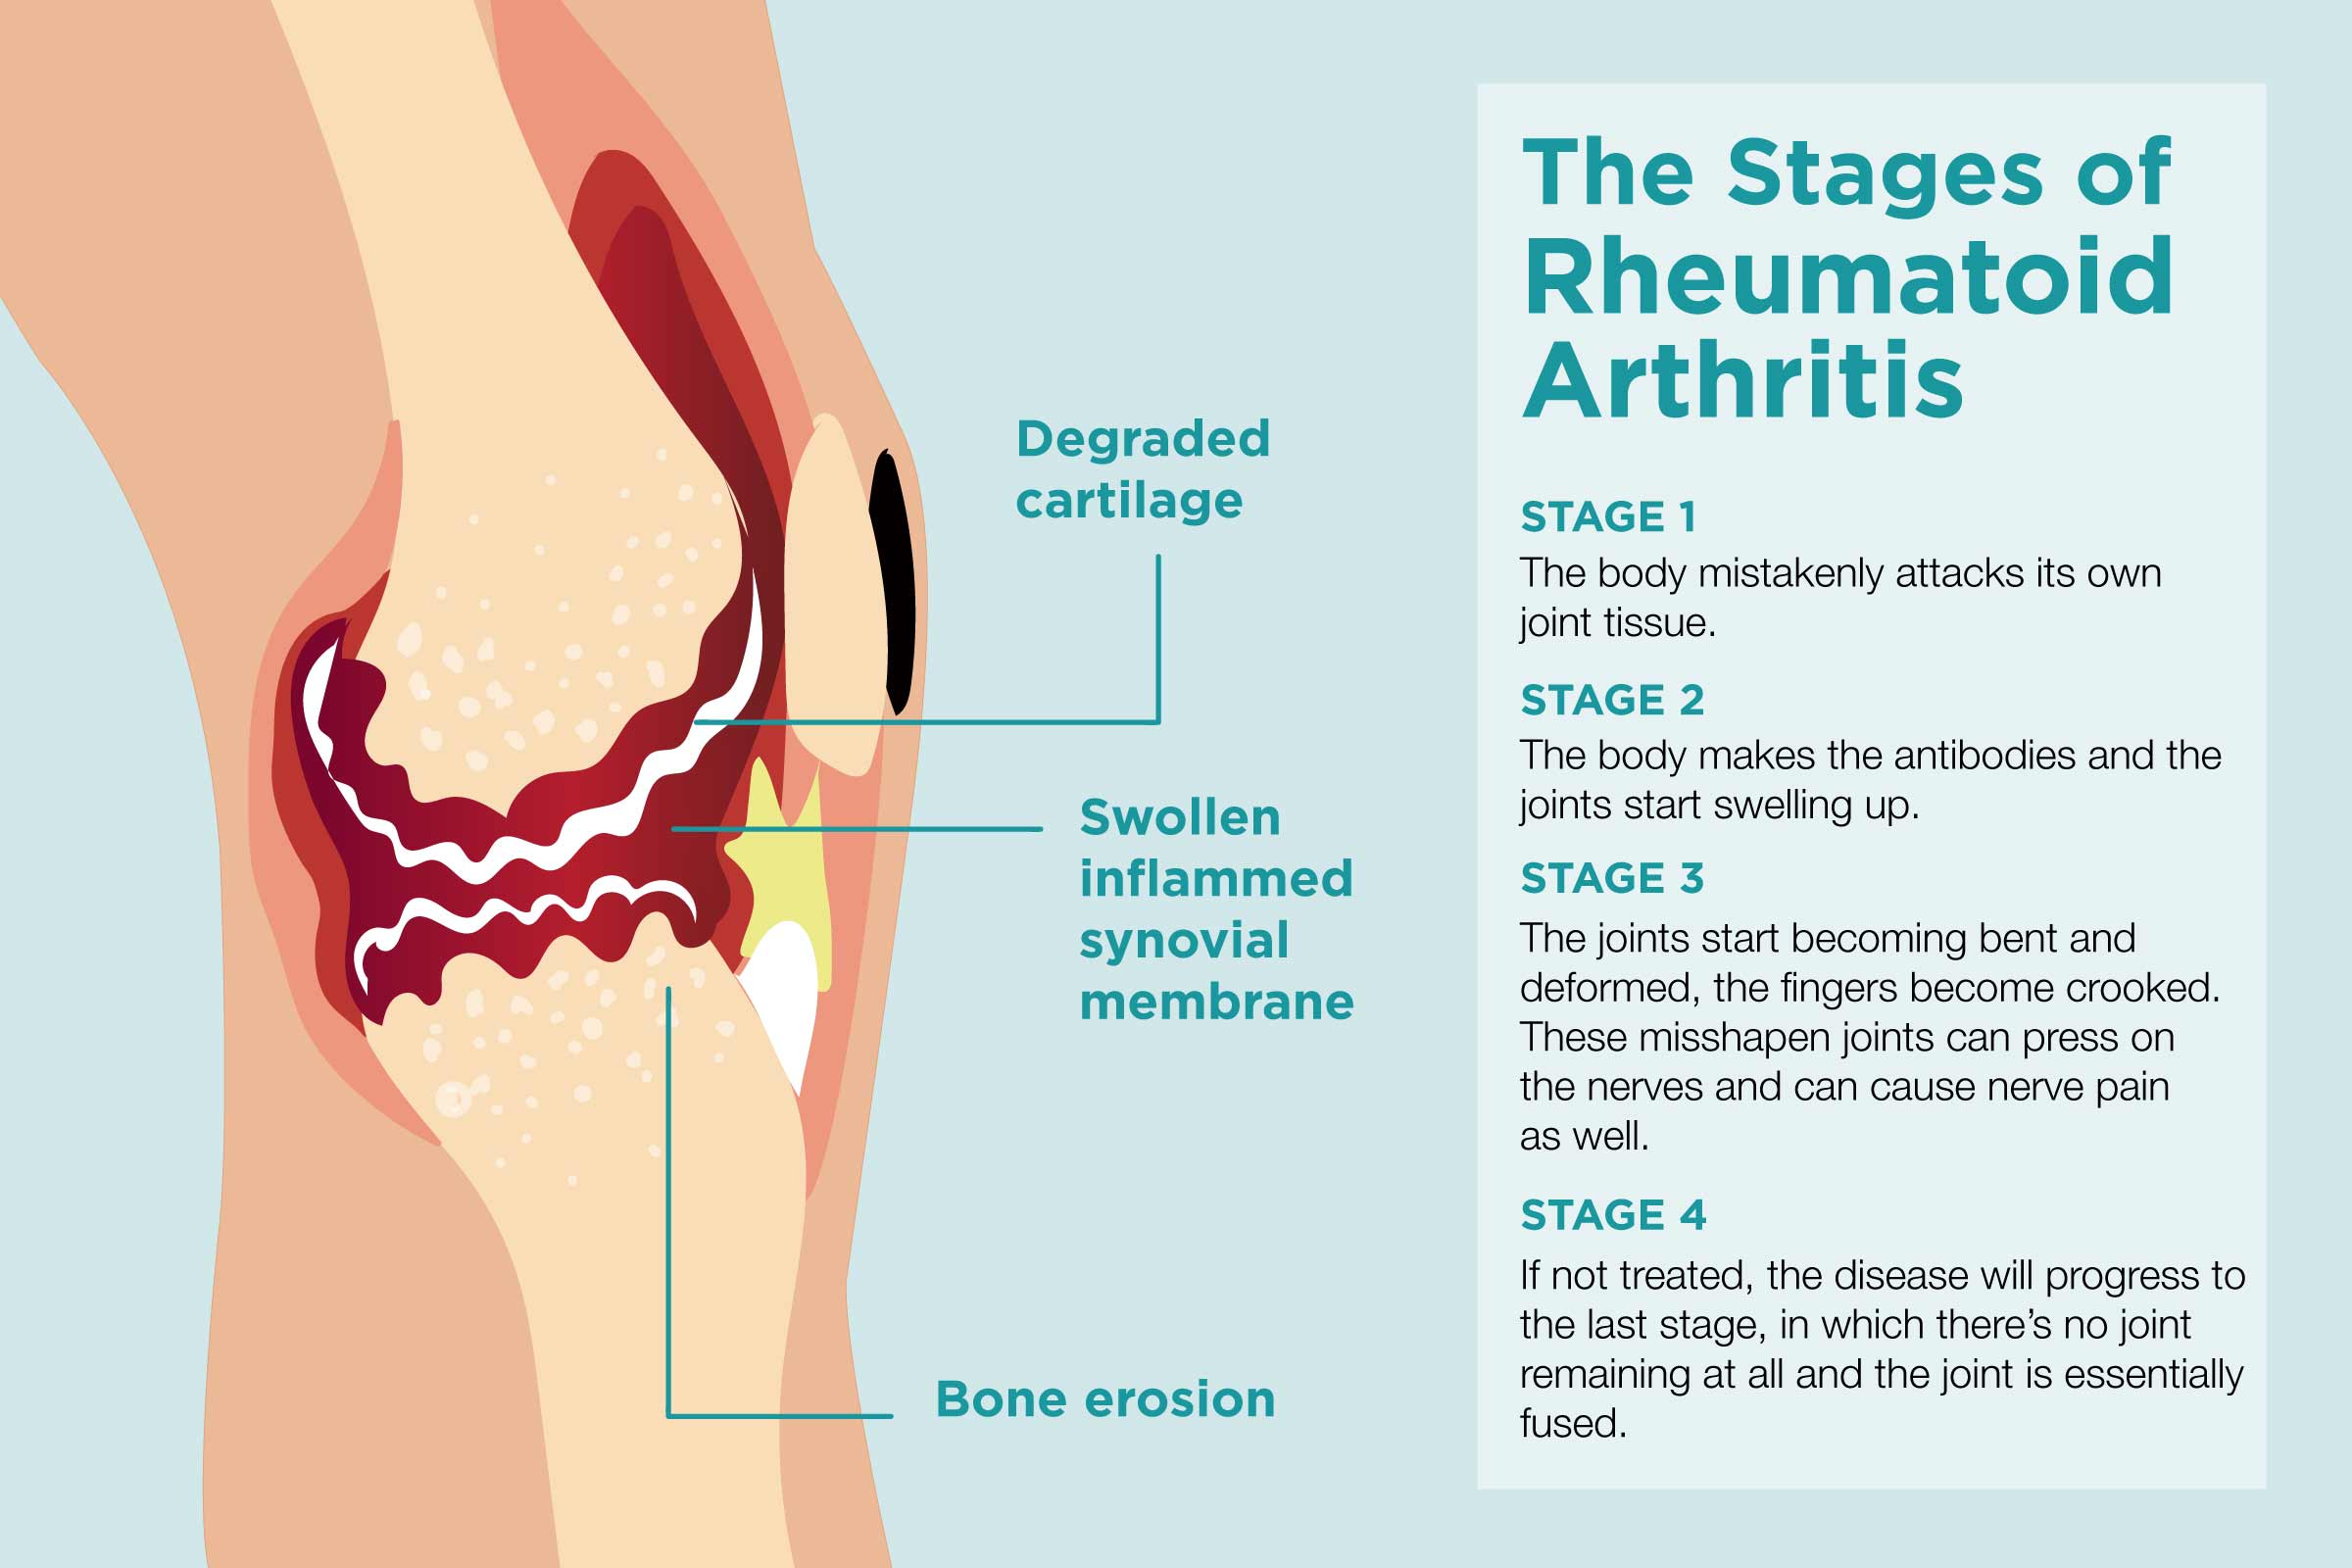 The Stages of
Rheumatoid
Arthritis
Degraded
cartilage
Swollen
inflammed
synovial
membrane
Bone erosion
STAGE 1
The body mistakenly attacks its own
joint tissue.
STAGE 2
The body makes the antibodies and the
joints start swelling up.
STAGE 3
The joints start becoming bent and
deformed, the fingers become crooked.
These misshapen joints can press on
the nerves and can cause nerve pain
as well.
STAGE 4
If not treated, the disease will progress to
the last stage, in which there’s no joint
remaining at all and the joint is essentially
fused.